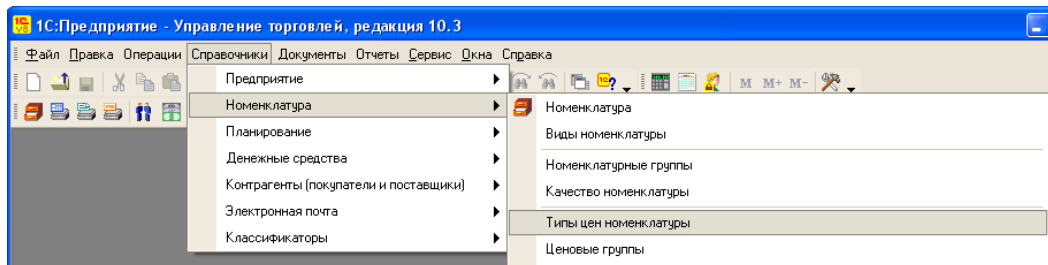 1С:Предприятие - Управление торговлей, редакция 10.3
Файл Правка Операции Справочники Документы Отчеты Сервис Окна Справка
M M+ M-
Предприятие
Номенклатура
Планирование
Денежные средства
Контрагенты (покупатели и поставщики)
Электронная почта
Классификаторы
Номенклатура
Виды номенклатуры
Номенклатурные группы
Качество номенклатуры
Типы цен номенклатуры
Ценовые группы